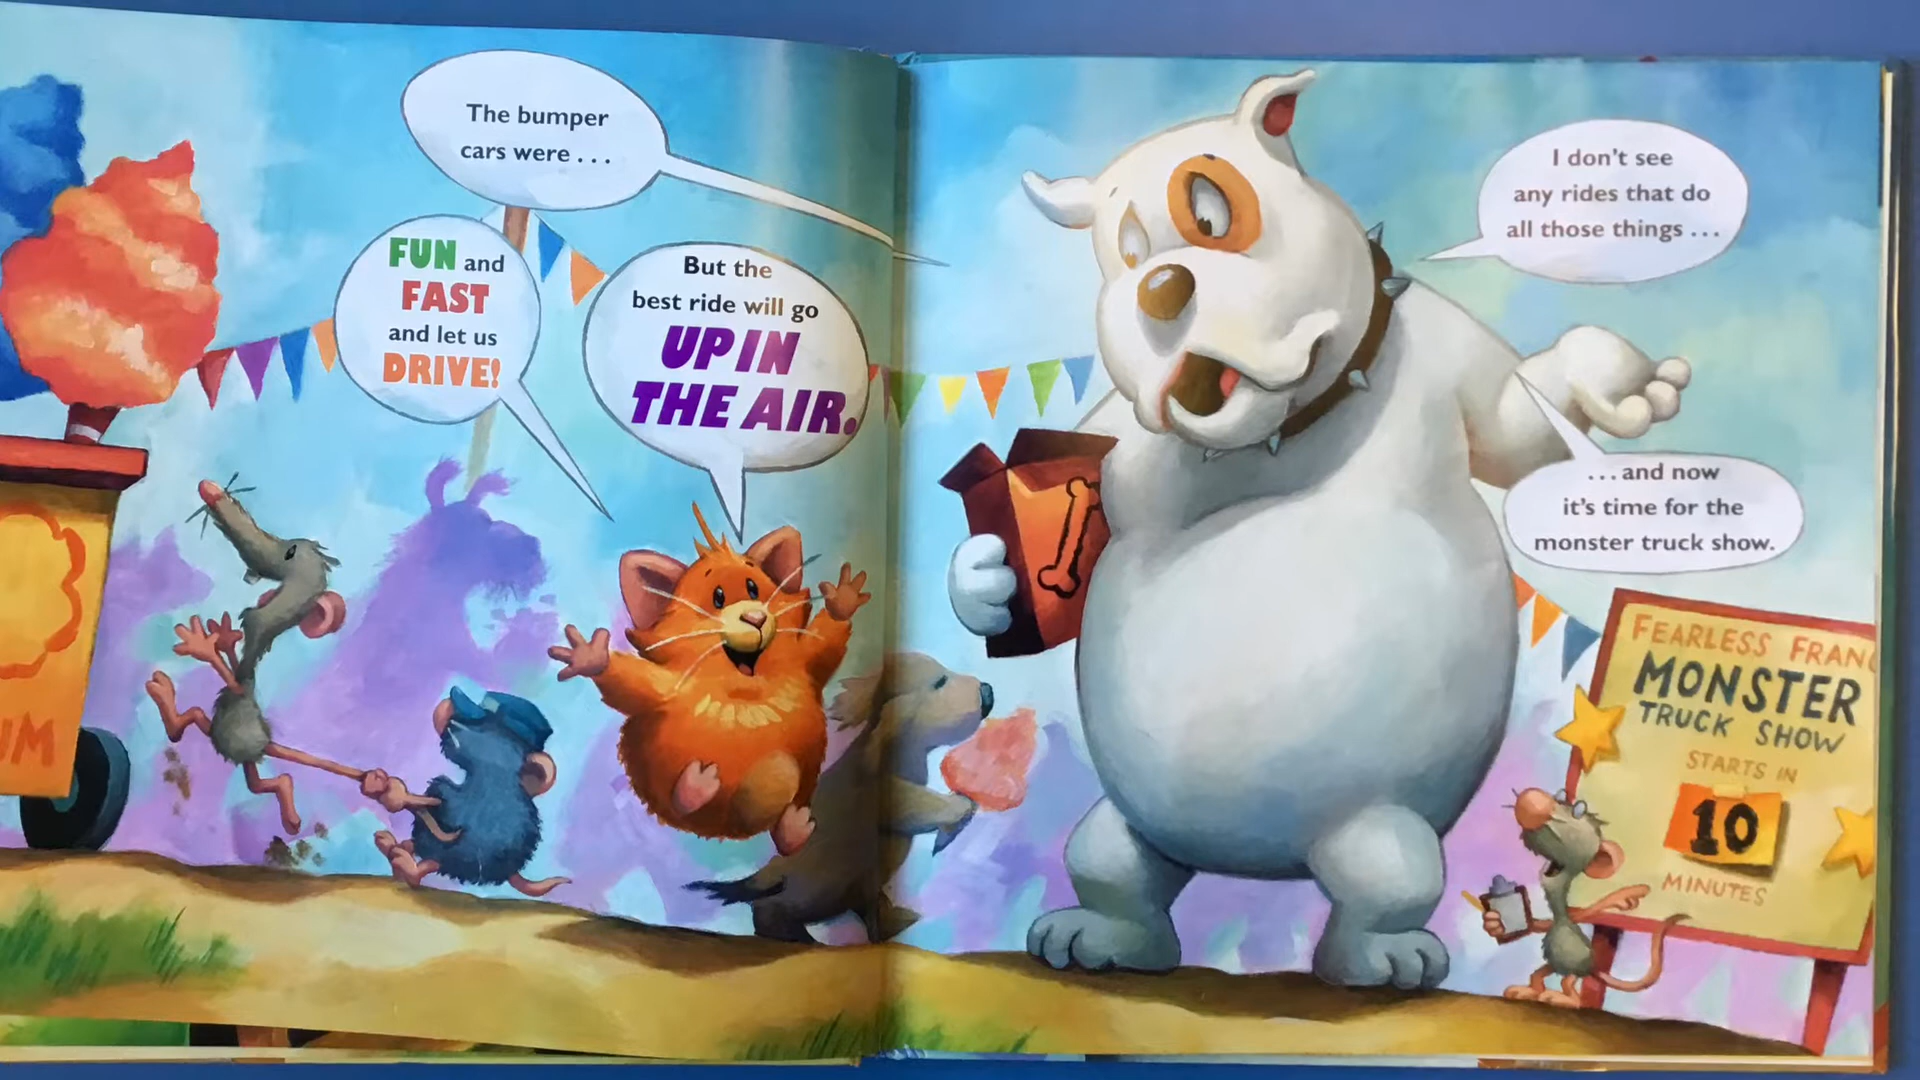 The bumper
cars were . . .
FUN and
FAST
and let us
DRIVE!
But the
best ride will go
UP IN
THE AIR.
I don't see
any rides that do
all those things . . .
. . . and now
it's time for the
monster truck show.
FEARLESS FRAN
MONSTER
TRUCK SHOW
STARTS IN
10
MINUTES
UM